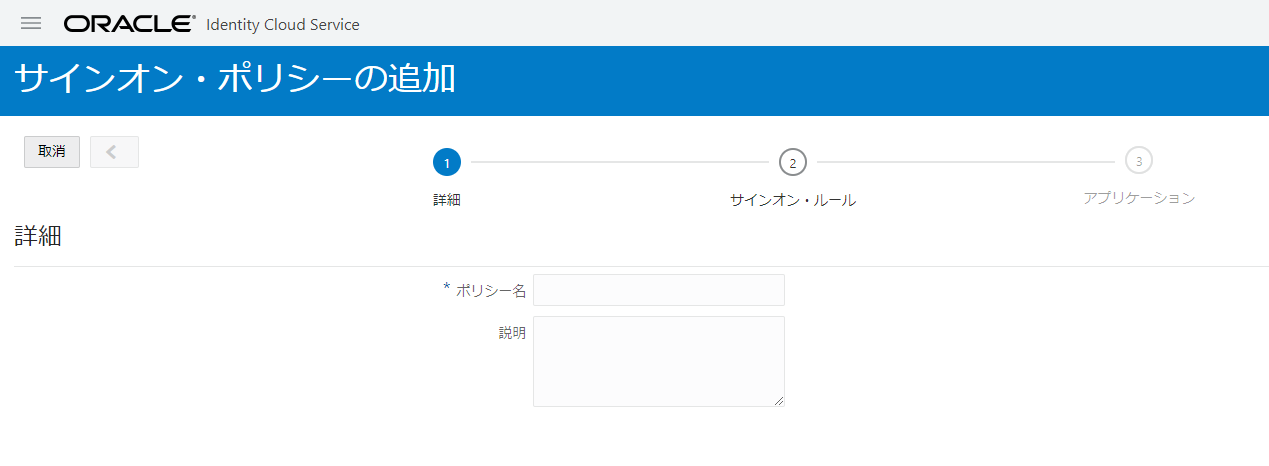 ORACLE® Identity Cloud Service
サインオン・ポリシーの追加
取消
1
2
3
詳細
サインオン・ルール
アプリケーション
詳細
* ポリシー名
説明